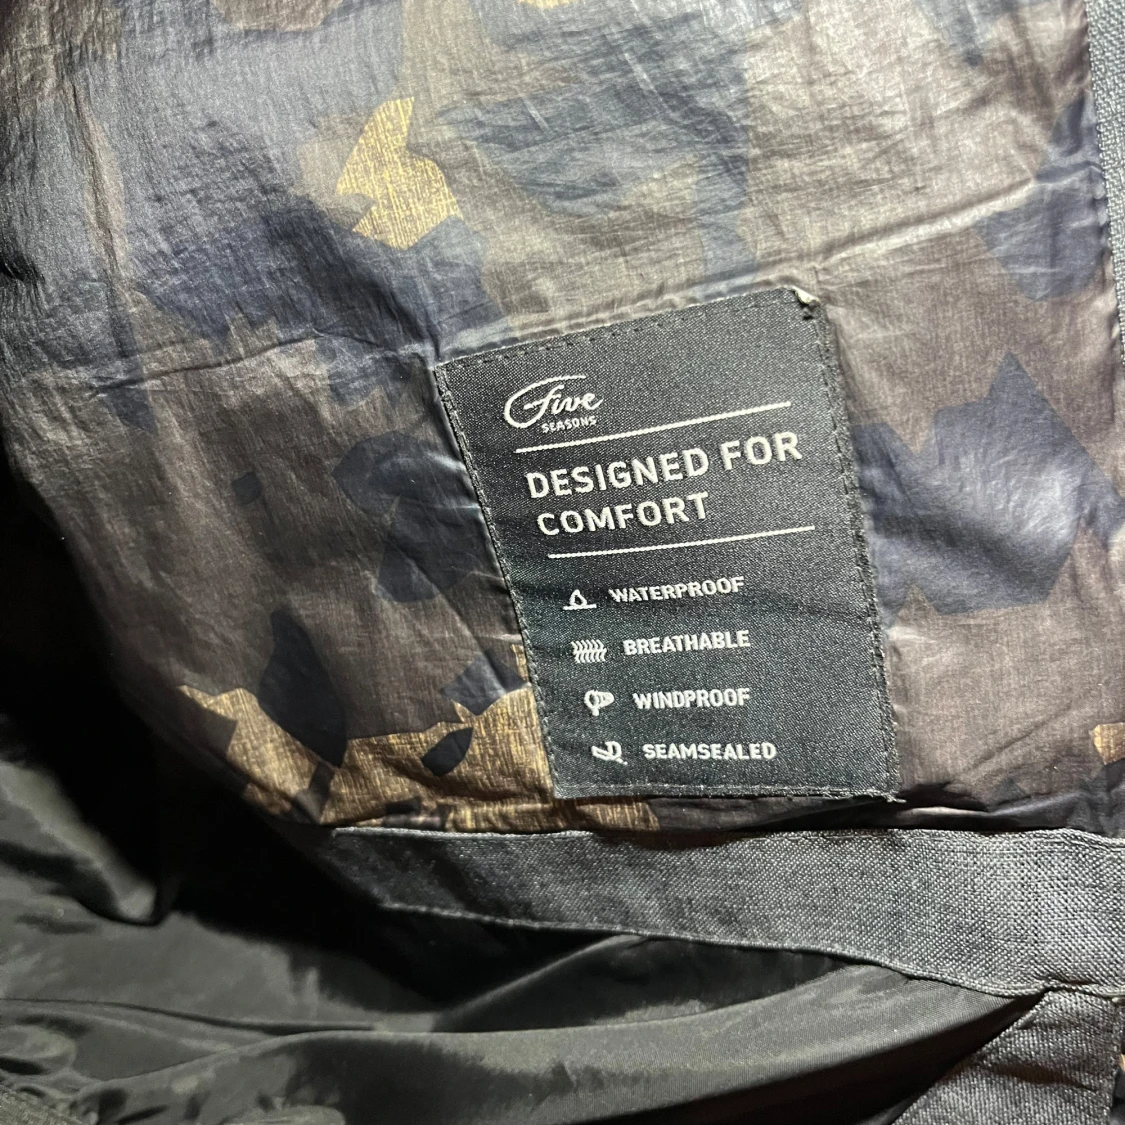 Five
SEASONS
DESIGNED FOR
COMFORT
WATERPROOF
BREATHABLE
WINDPROOF
SEAMSEALED